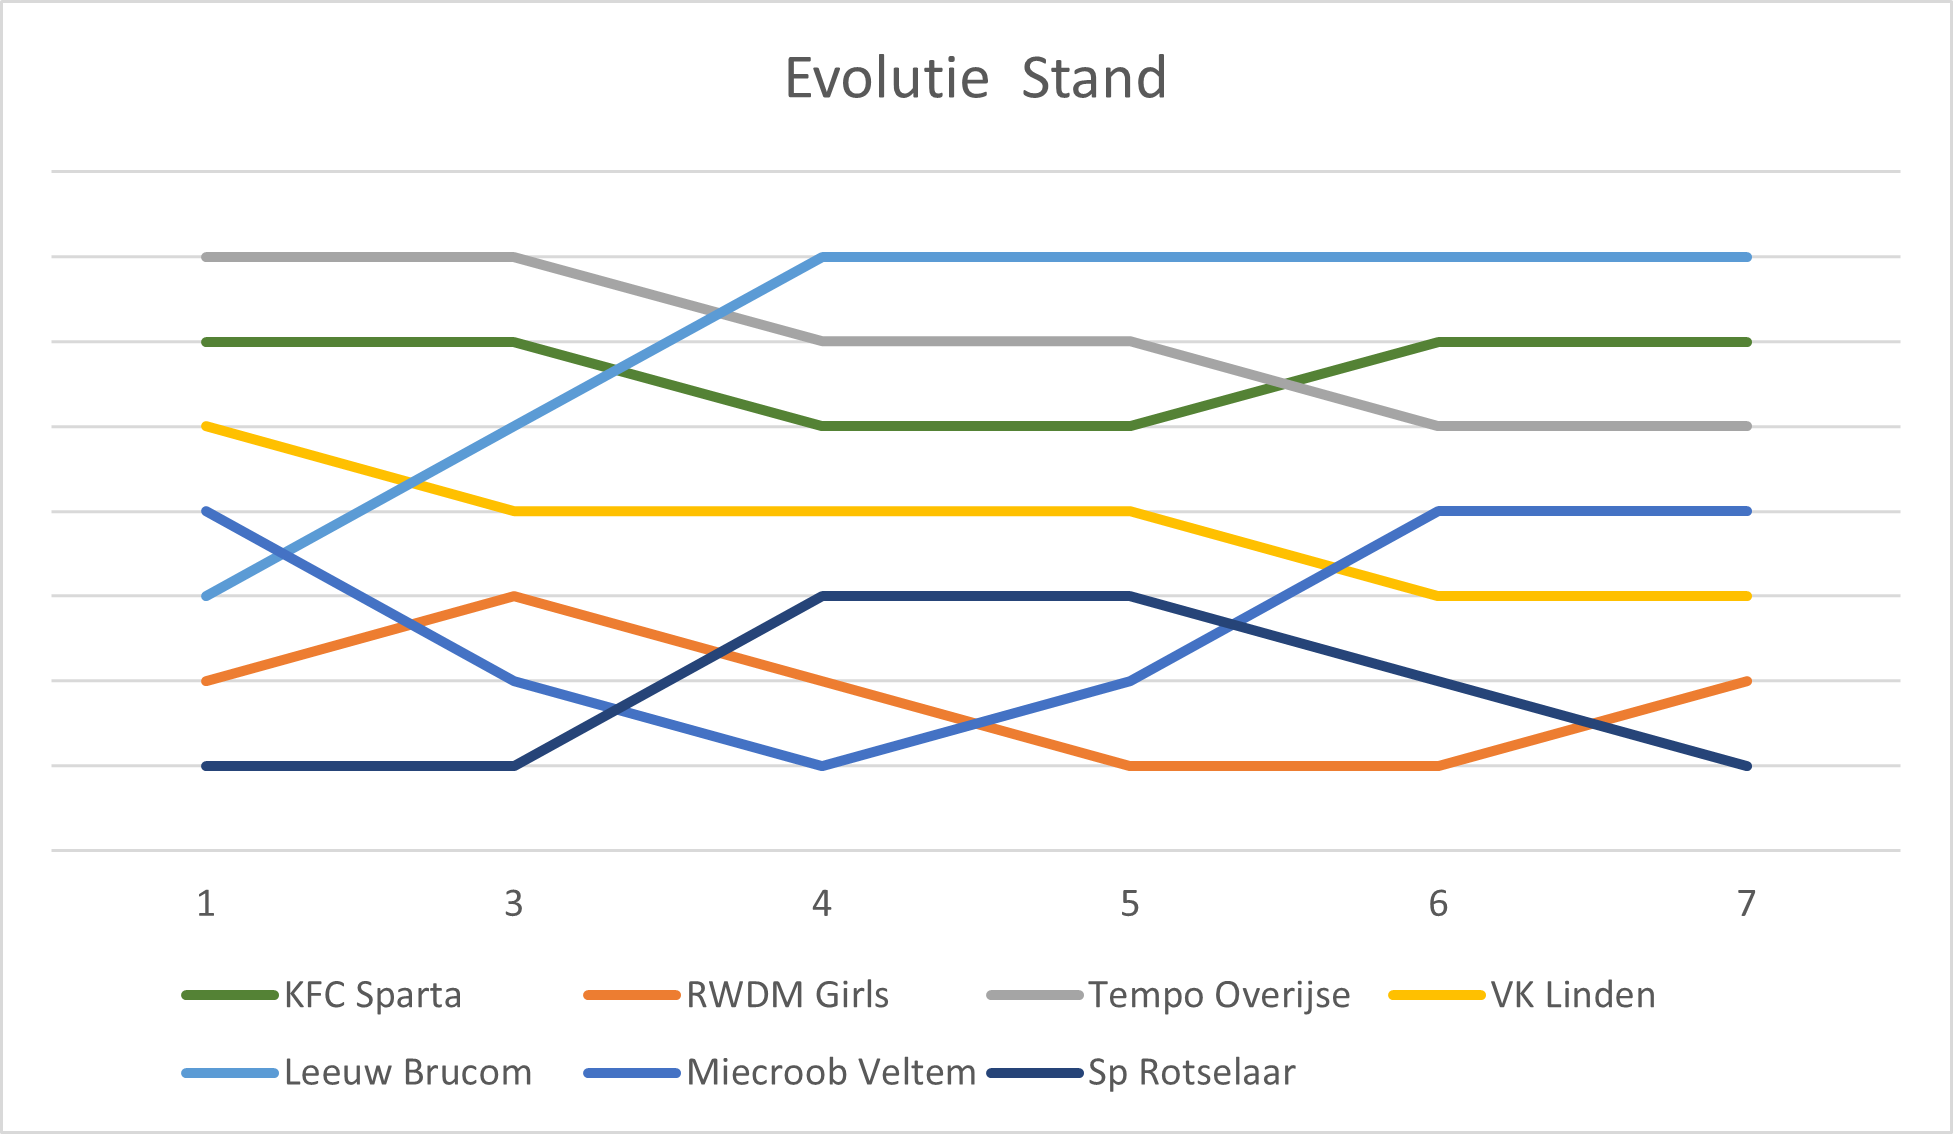 Evolutie Stand
1 3 4 5 6 7
KFC Sparta RWDM Girls Tempo Overijse VK Linden
Leeuw Brucom Miecroob Veltem Sp Rotselaar